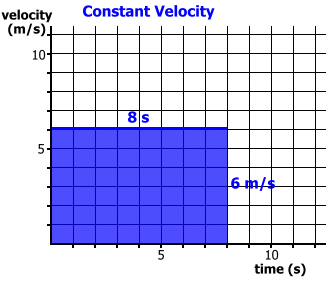 Constant Velocity
velocity
(m/s)
10
8 s
5
6 m/s
5
10
time (s)